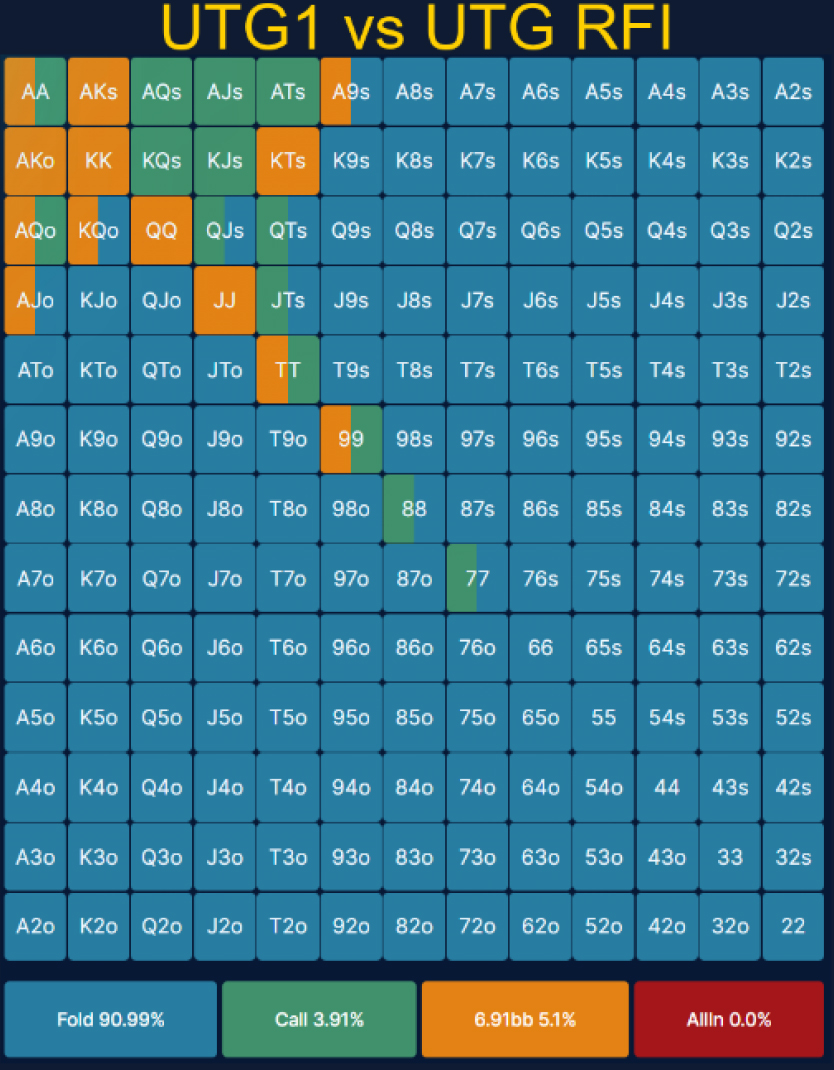 UTG1 vs UTG RFI
AA AKs AQs AJs ATs A9s A8s A7s A6s A5s A4s A3s A2s
AKo KK KQs KJs KTs K9s K8s K7s K6s K5s K4s K3s K2s
AQo KQo QQ QJs QTs Q9s Q8s Q7s Q6s Q5s Q4s Q3s Q2s
AJo KJo QJo JJ JTs J9s J8s J7s J6s J5s J4s J3s J2s
ATo KTo QTo JTo TT T9s T8s T7s T6s T5s T4s T3s T2s
A9o K9o Q9o J9o T9o 99 98s 97s 96s 95s 94s 93s 92s
A8o K8o Q8o J8o T8o 98o 88 87s 86s 85s 84s 83s 82s
A7o K7o Q7o J7o T7o 97o 87o 77 76s 75s 74s 73s 72s
A6o K6o Q6o J6o T6o 96o 86o 76o 66 65s 64s 63s 62s
A5o K5o Q5o J5o T5o 95o 85o 75o 65o 55 54s 53s 52s
A4o K4o Q4o J4o T4o 94o 84o 74o 64o 54o 44 43s 42s
A3o K3o Q3o J3o T3o 93o 83o 73o 63o 53o 43o 33 32s
A2o K2o Q2o J2o T2o 92o 82o 72o 62o 52o 42o 32o 22
Fold 90.99% Call 3.91% 6.91bb 5.1% AllIn 0.0%